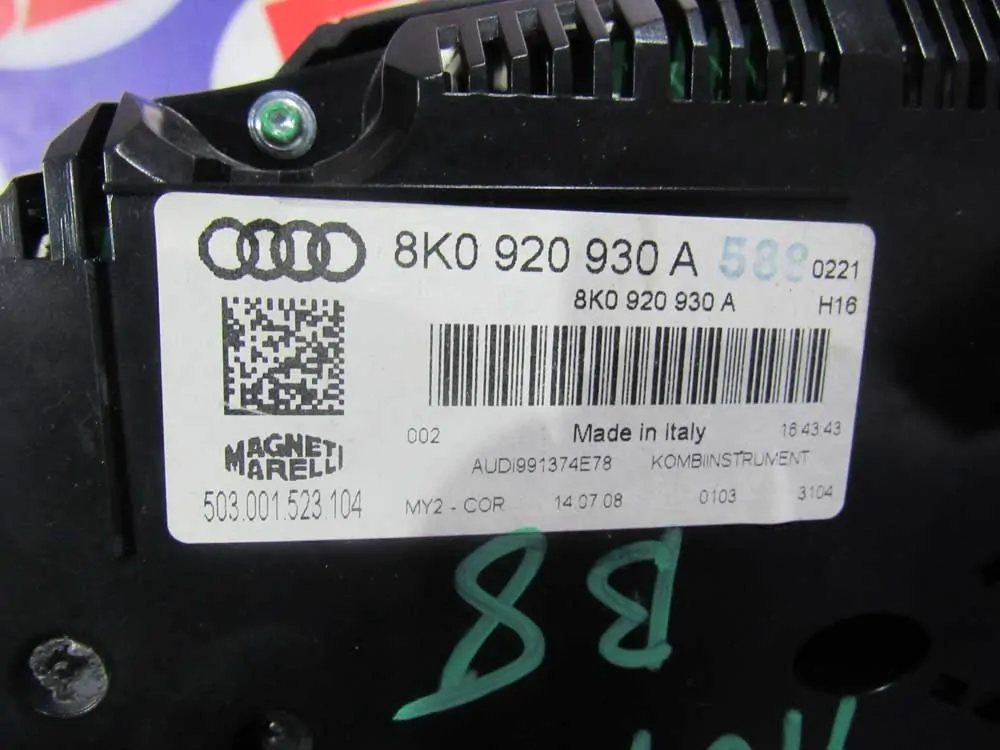 8K0 920 930 A 588 0221
8K0 920 930 A H16
002 Made in Italy 16:43:43
MAGNETI
MARELLI
AUDI991374E78 KOMBIINSTRUMENT
503.001.523.104 MY2 - COR 14.07.08 0103 3104
B8